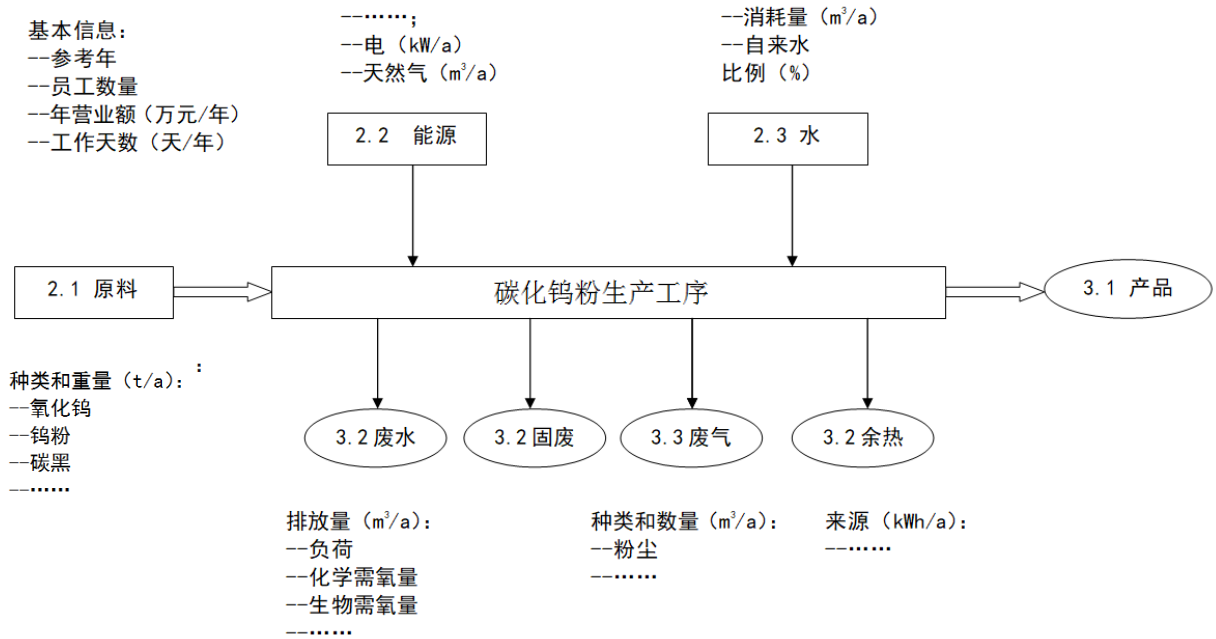 基本信息：
--参考年
--员工数量
--年营业额（万元/年）
--工作天数（天/年）
--……；
--电（kW/a）
--天然气（m³/a）
--消耗量（m³/a）
--自来水
比例（%）
2.2 能源
2.3 水
2.1 原料
碳化钨粉生产工序
3.1 产品
种类和重量（t/a）：
：
--氧化钨
--钨粉
--碳黑
--……
3.2废水
3.2固废
3.3废气
3.2余热
排放量（m³/a）：
--负荷
--化学需氧量
--生物需氧量
--……
种类和数量（m³/a）：
--粉尘
--……
来源（kWh/a）：
--……